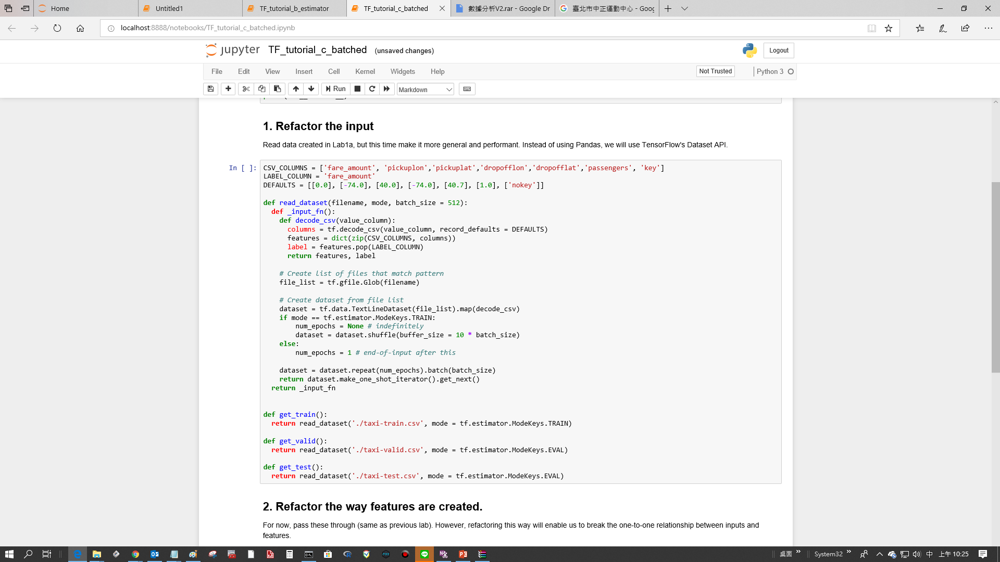 Home
Untitled1
TF_tutorial_b_estimator
TF_tutorial_c_batched
數據分析V2.rar - Google Dr
臺北市中正運動中心 - Goog
localhost:8888/notebooks/TF_tutorial_c_batched.ipynb
jupyter TF_tutorial_c_batched (unsaved changes)
Logout
File Edit View Insert Cell Kernel Widgets Help
Not Trusted
Python 3
Run
Markdown
1. Refactor the input
Read data created in Lab1a, but this time make it more general and performant. Instead of using Pandas, we will use TensorFlow's Dataset API.
In [ ]:
CSV_COLUMNS = ['fare_amount', 'pickuplon','pickuplat','dropofflon','dropofflat','passengers', 'key']
LABEL_COLUMN = 'fare_amount'
DEFAULTS = [[0.0], [-74.0], [40.0], [-74.0], [40.7], [1.0], ['nokey']]
def read_dataset(filename, mode, batch_size = 512):
def _input_fn():
def decode_csv(value_column):
columns = tf.decode_csv(value_column, record_defaults = DEFAULTS)
features = dict(zip(CSV_COLUMNS, columns))
label = features.pop(LABEL_COLUMN)
return features, label
# Create list of files that match pattern
file_list = tf.gfile.Glob(filename)
# Create dataset from file list
dataset = tf.data.TextLineDataset(file_list).map(decode_csv)
if mode == tf.estimator.ModeKeys.TRAIN:
num_epochs = None # indefinitely
dataset = dataset.shuffle(buffer_size = 10 * batch_size)
else:
num_epochs = 1 # end-of-input after this
dataset = dataset.repeat(num_epochs).batch(batch_size)
return dataset.make_one_shot_iterator().get_next()
return _input_fn
def get_train():
return read_dataset('./taxi-train.csv', mode = tf.estimator.ModeKeys.TRAIN)
def get_valid():
return read_dataset('./taxi-valid.csv', mode = tf.estimator.ModeKeys.EVAL)
def get_test():
return read_dataset('./taxi-test.csv', mode = tf.estimator.ModeKeys.EVAL)
2. Refactor the way features are created.
For now, pass these through (same as previous lab). However, refactoring this way will enable us to break the one-to-one relationship between inputs and
features.
桌面
System32
中
上午 10:25